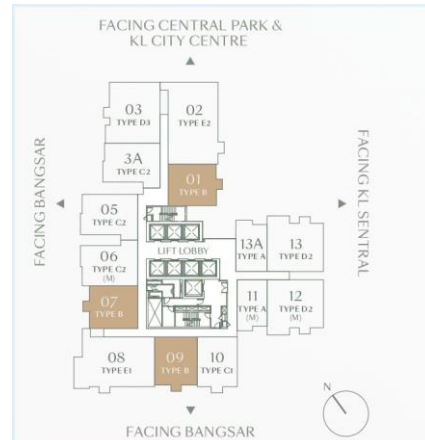 FACING CENTRAL PARK &
KL CITY CENTRE
03
TYPE D3
02
TYPE E2
3A
TYPE C2
01
TYPE B
FACING BANGSAR
FACING KL SENTRAL
05
TYPE C2
LIFT LOBBY
13A
TYPE A
13
TYPE D2
06
TYPE C2
(M)
07
TYPE B
11
TYPE A
(M)
12
TYPE D2
(M)
08
TYPE E1
09
TYPE B
10
TYPE C1
N
FACING BANGSAR